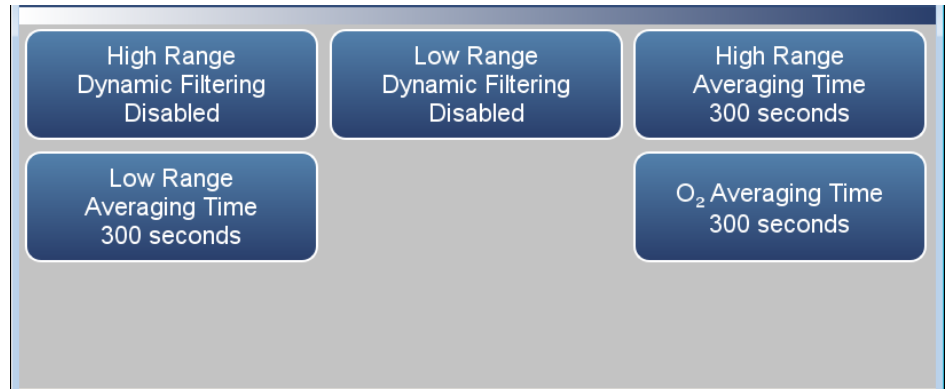 High Range
Dynamic Filtering
Disabled
Low Range
Dynamic Filtering
Disabled
High Range
Averaging Time
300 seconds
Low Range
Averaging Time
300 seconds
O₂ Averaging Time
300 seconds